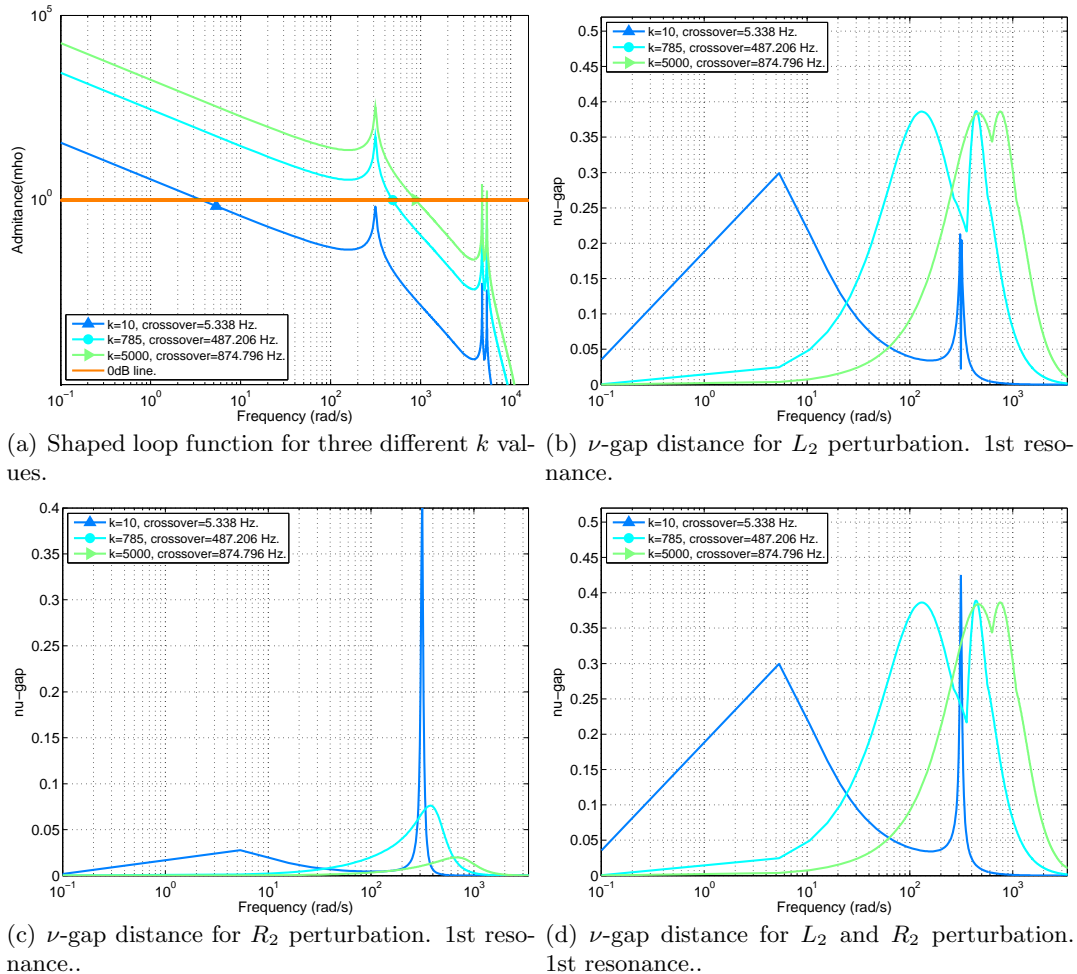 10^5
10^0
Admitance(mho)
k=10, crossover=5.338 Hz.
k=785, crossover=487.206 Hz.
k=5000, crossover=874.796 Hz.
0dB line.
10^−1 10^0 10^1 10^2 10^3 10^4
Frequency (rad/s)
(a) Shaped loop function for three different k val-
ues.
k=10, crossover=5.338 Hz.
k=785, crossover=487.206 Hz.
k=5000, crossover=874.796 Hz.
0.5
0.45
0.4
0.35
0.3
0.25
0.2
0.15
0.1
0.05
0
nu−gap
10^−1 10^0 10^1 10^2 10^3
Frequency (rad/s)
(b) ν-gap distance for L_2 perturbation. 1st reso-
nance.
k=10, crossover=5.338 Hz.
k=785, crossover=487.206 Hz.
k=5000, crossover=874.796 Hz.
0.4
0.35
0.3
0.25
0.2
0.15
0.1
0.05
0
nu−gap
10^−1 10^0 10^1 10^2 10^3
Frequency (rad/s)
(c) ν-gap distance for R_2 perturbation. 1st reso-
nance..
k=10, crossover=5.338 Hz.
k=785, crossover=487.206 Hz.
k=5000, crossover=874.796 Hz.
0.5
0.45
0.4
0.35
0.3
0.25
0.2
0.15
0.1
0.05
0
nu−gap
10^−1 10^0 10^1 10^2 10^3
Frequency (rad/s)
(d) ν-gap distance for L_2 and R_2 perturbation.
1st resonance..